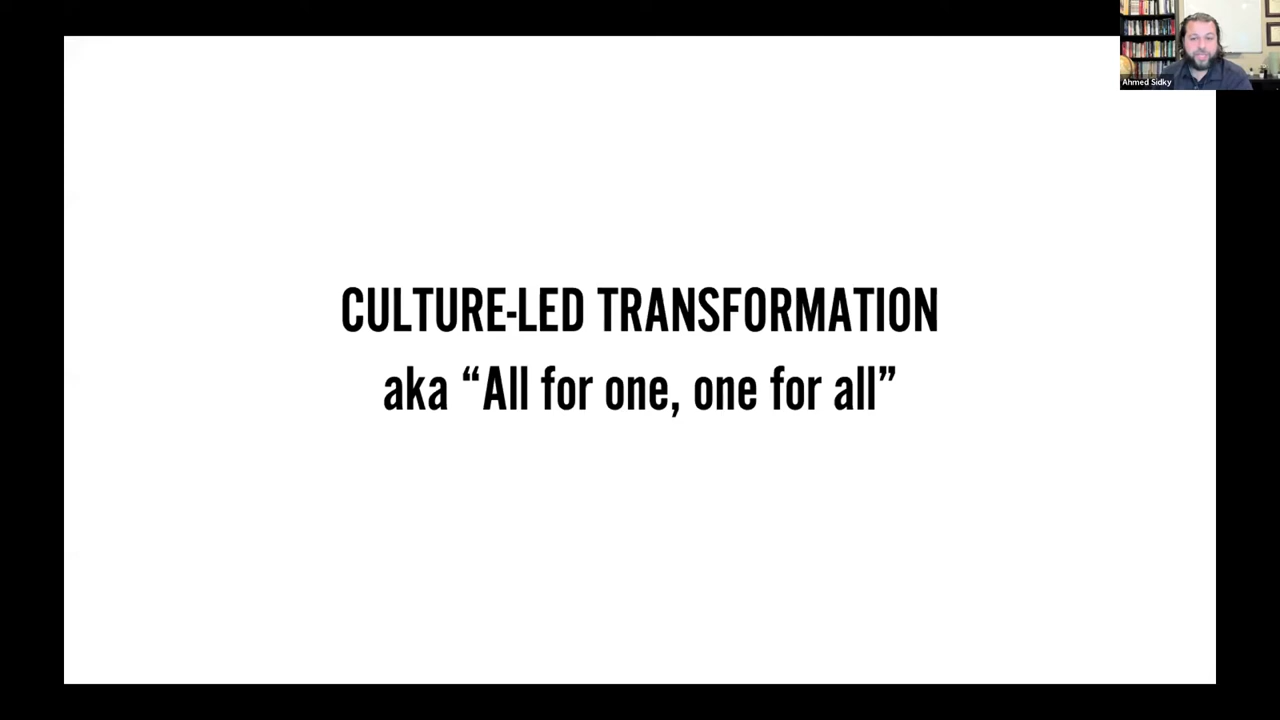 Ahmed Sidky
CULTURE-LED TRANSFORMATION
aka “All for one, one for all”